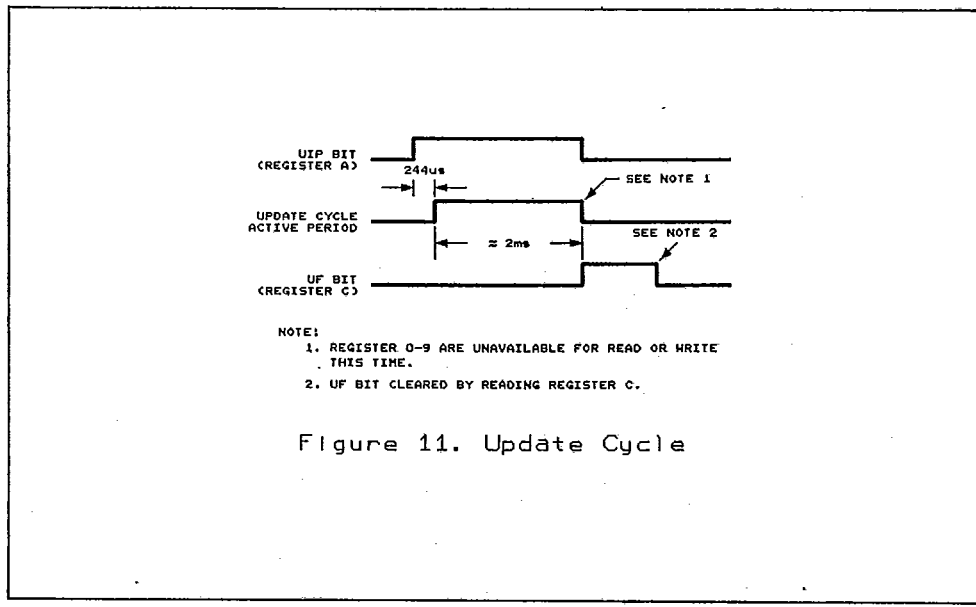 UIP BIT
(REGISTER A)
244us
SEE NOTE 1
UPDATE CYCLE
ACTIVE PERIOD
≈ 2ms
SEE NOTE 2
UF BIT
(REGISTER C)
NOTE:
1. REGISTER 0-9 ARE UNAVAILABLE FOR READ OR WRITE
THIS TIME.
2. UF BIT CLEARED BY READING REGISTER C.
Figure 11. Update Cycle